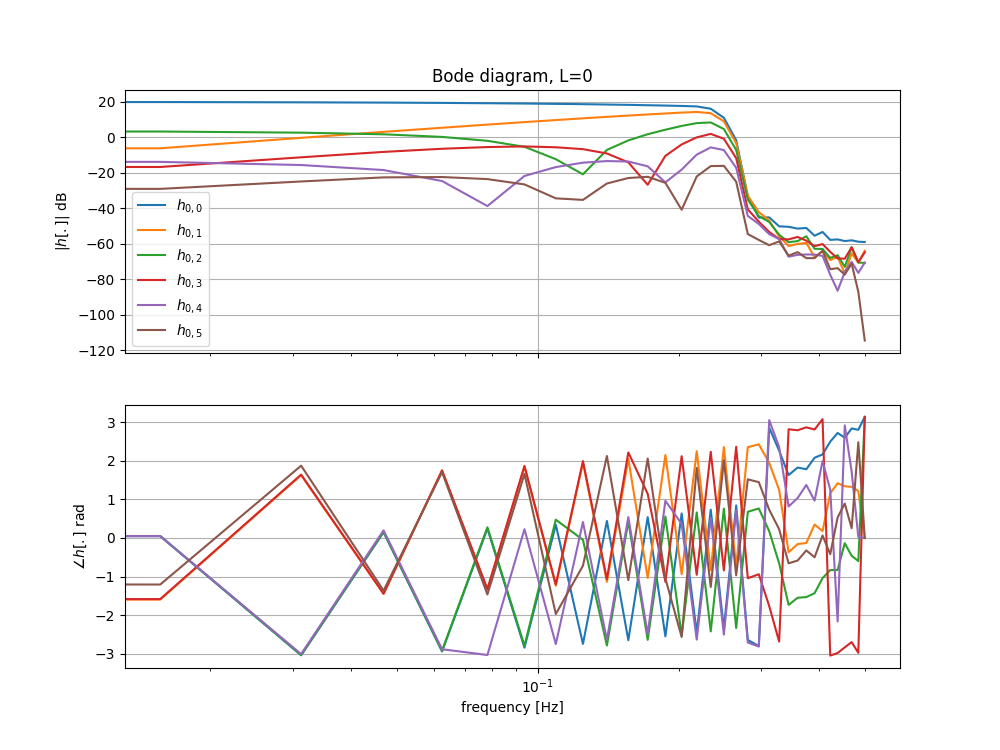 Bode diagram, L=0
|h[.]| dB
20
0
−20
−40
−60
−80
−100
−120
h0,0
h0,1
h0,2
h0,3
h0,4
h0,5
∠h[.] rad
3
2
1
0
−1
−2
−3
10−1
frequency [Hz]